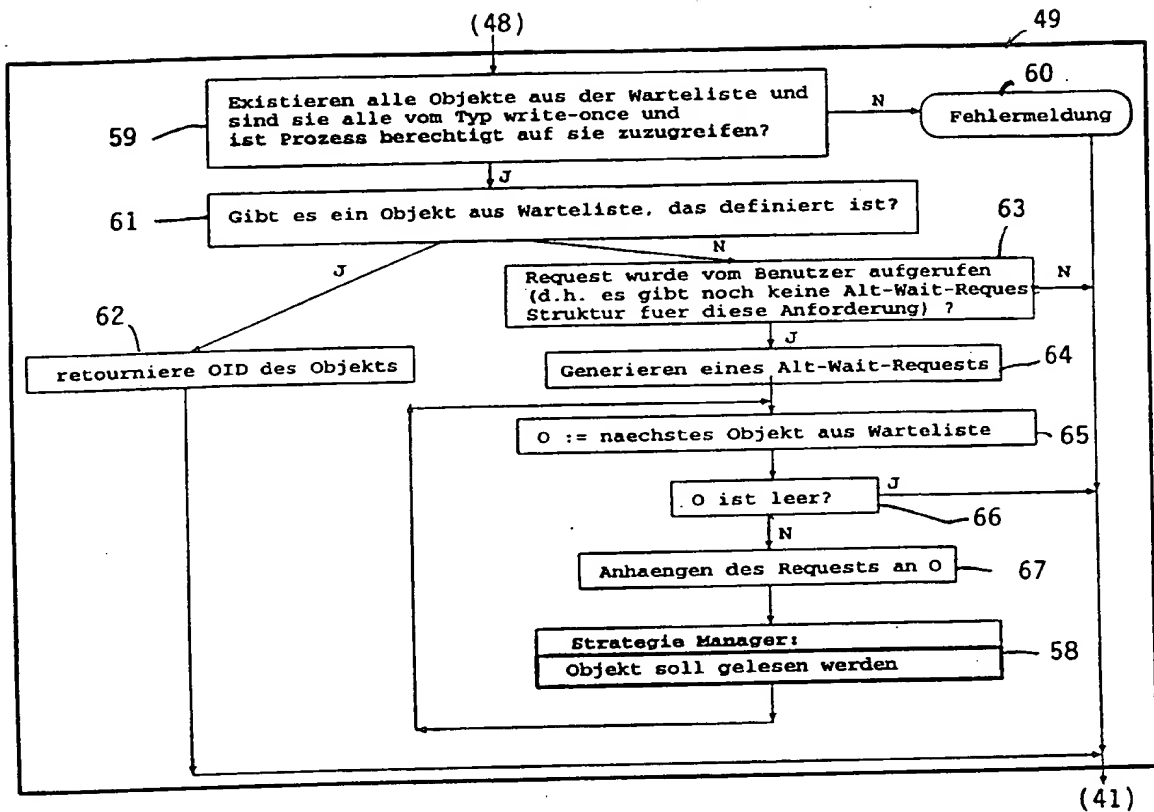 (48)
49
59
Existieren alle Objekte aus der Warteliste und
sind sie alle vom Typ write-once und
ist Prozess berechtigt auf sie zuzugreifen?
N
60
Fehlermeldung
J
61
Gibt es ein Objekt aus Warteliste, das definiert ist?
J
N
63
Request wurde vom Benutzer aufgerufen
(d.h. es gibt noch keine Alt-Wait-Reques
Struktur fuer diese Anforderung) ?
N
62
retourniere OID des Objekts
J
Generieren eines Alt-Wait-Requests
64
O := naechstes Objekt aus Warteliste
65
O ist leer?
J
66
N
Anhaengen des Requests an O
67
Strategie Manager:
Objekt soll gelesen werden
58
(41)